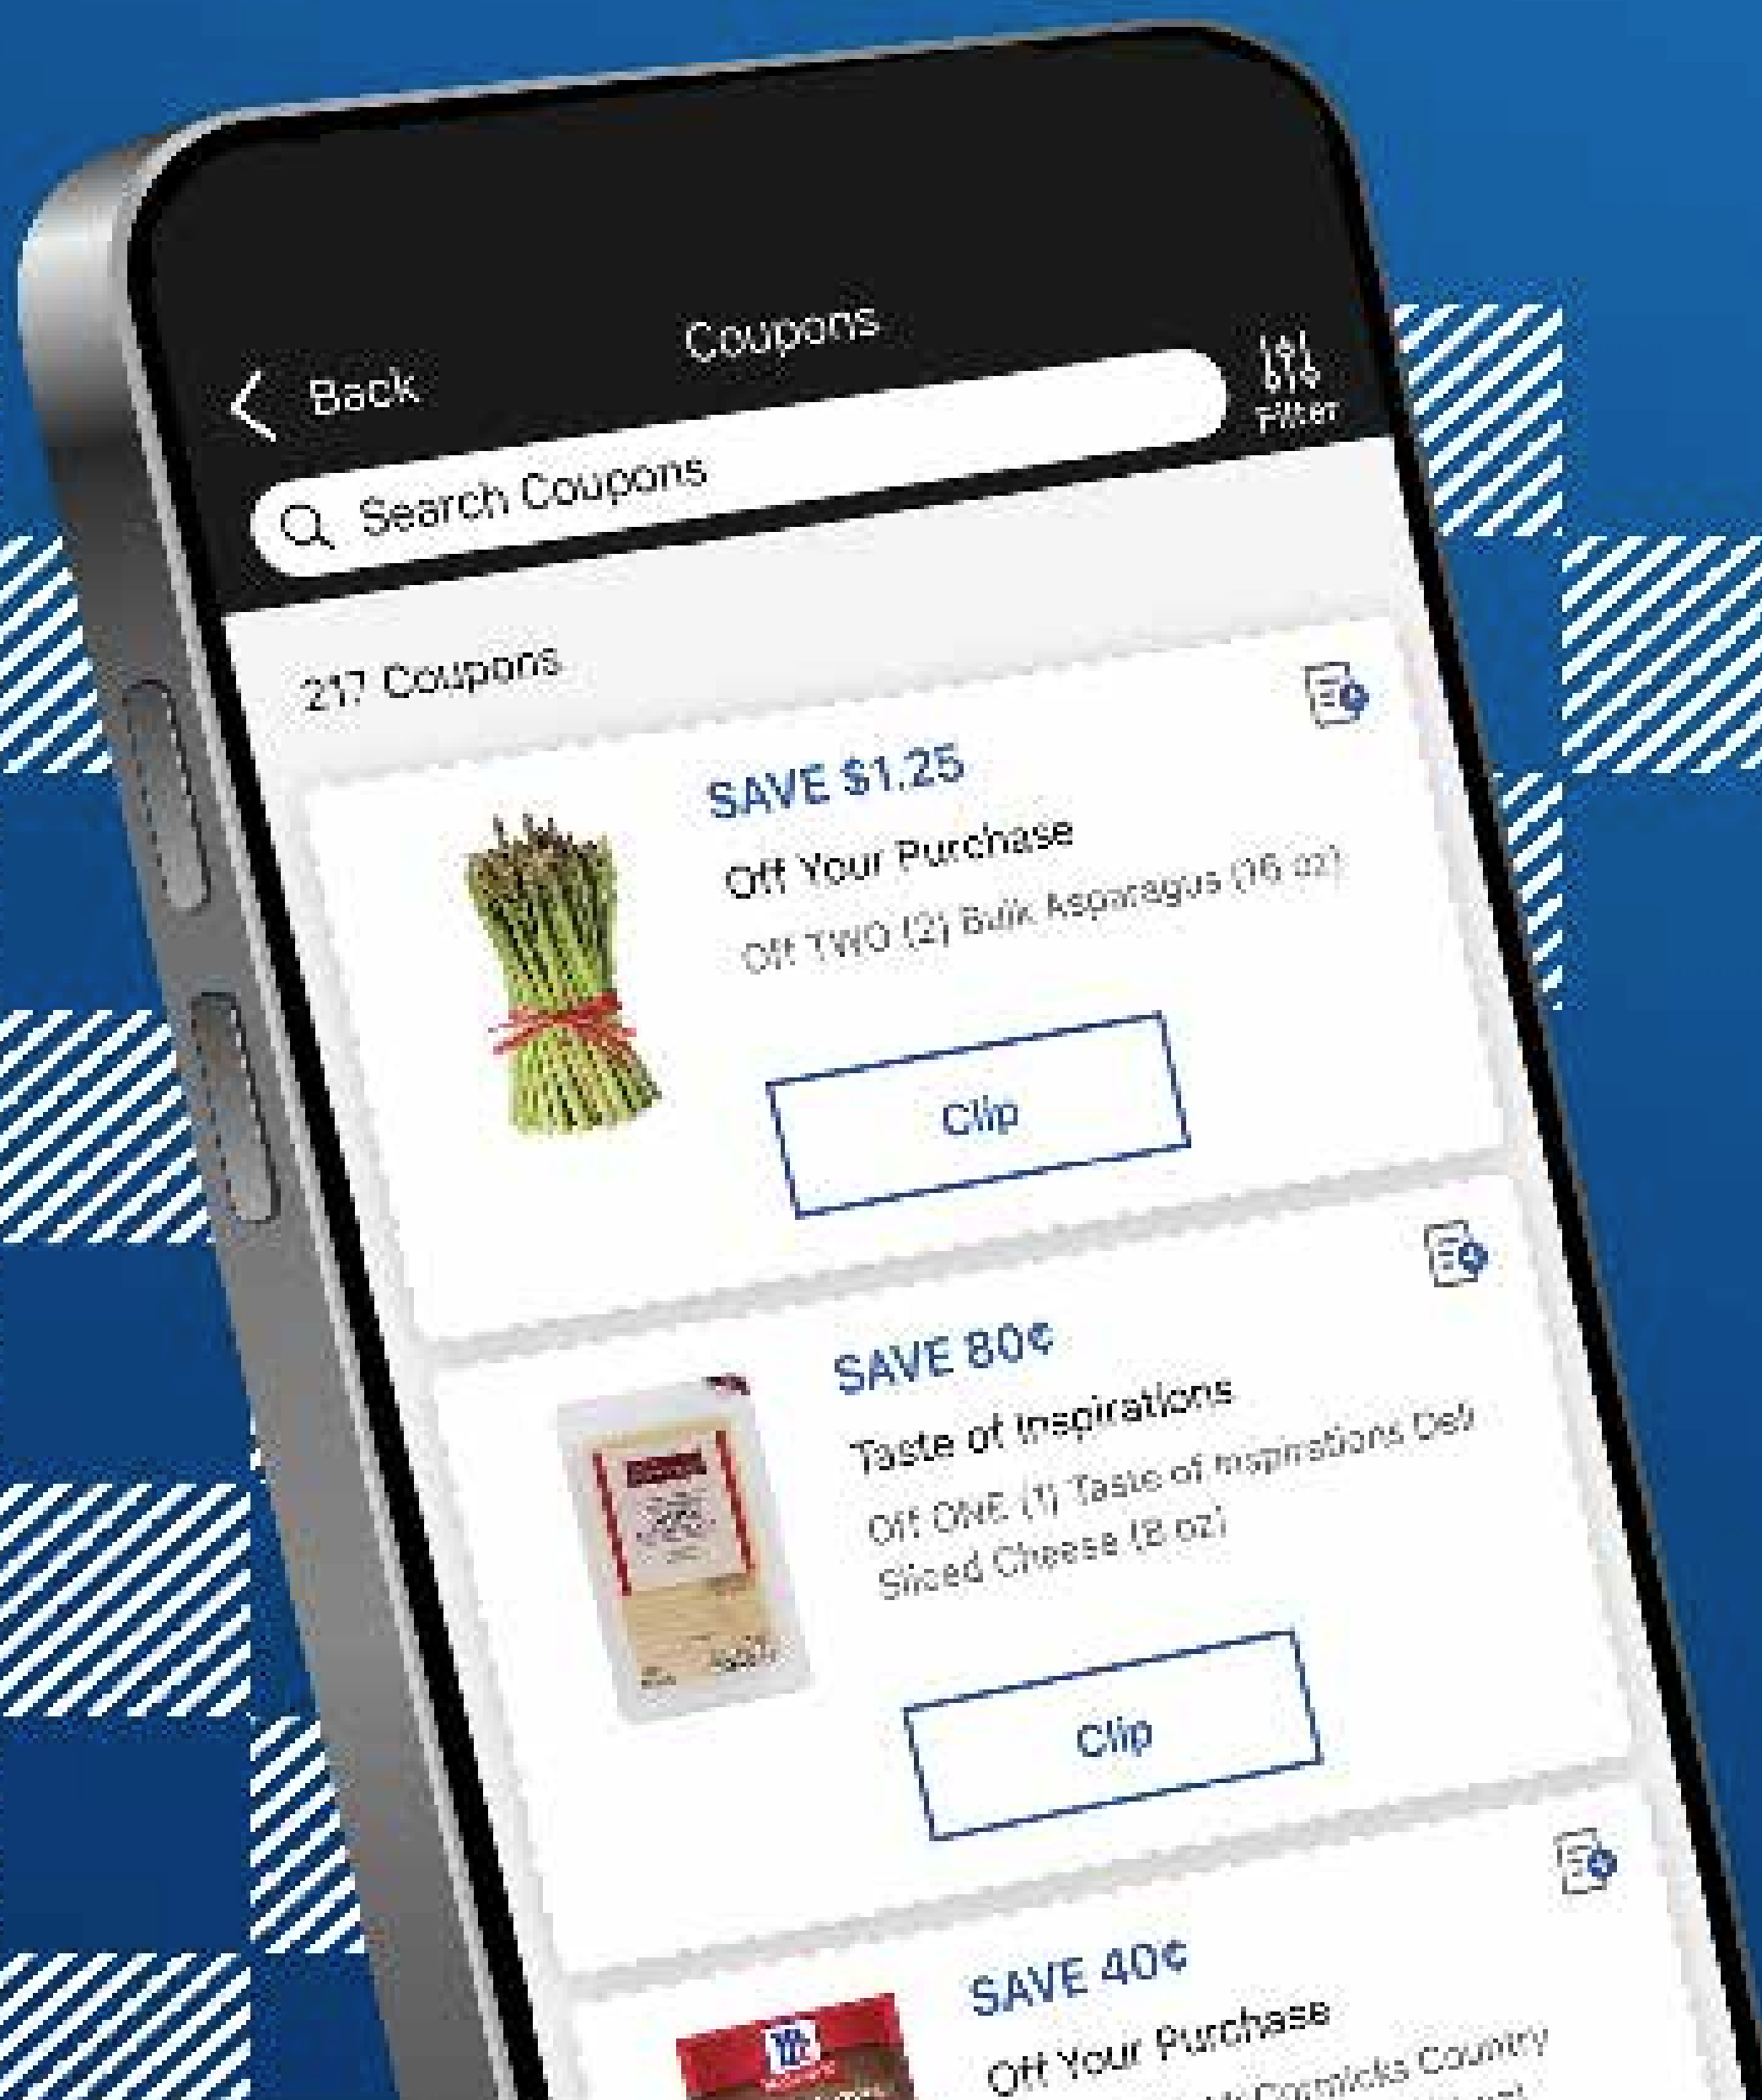 Coupons
Back
Filter
Search Coupons
217 Coupons
SAVE $1.25
Off Your Purchase
Off TWO (2) Bulk Asparagus (16 oz)
Clip
SAVE 80¢
Taste of Inspirations
Off ONE (1) Taste of Inspirations Deli
Sliced Cheese (8 oz)
Clip
SAVE 40¢
Off Your Purchase
Cormicks Country